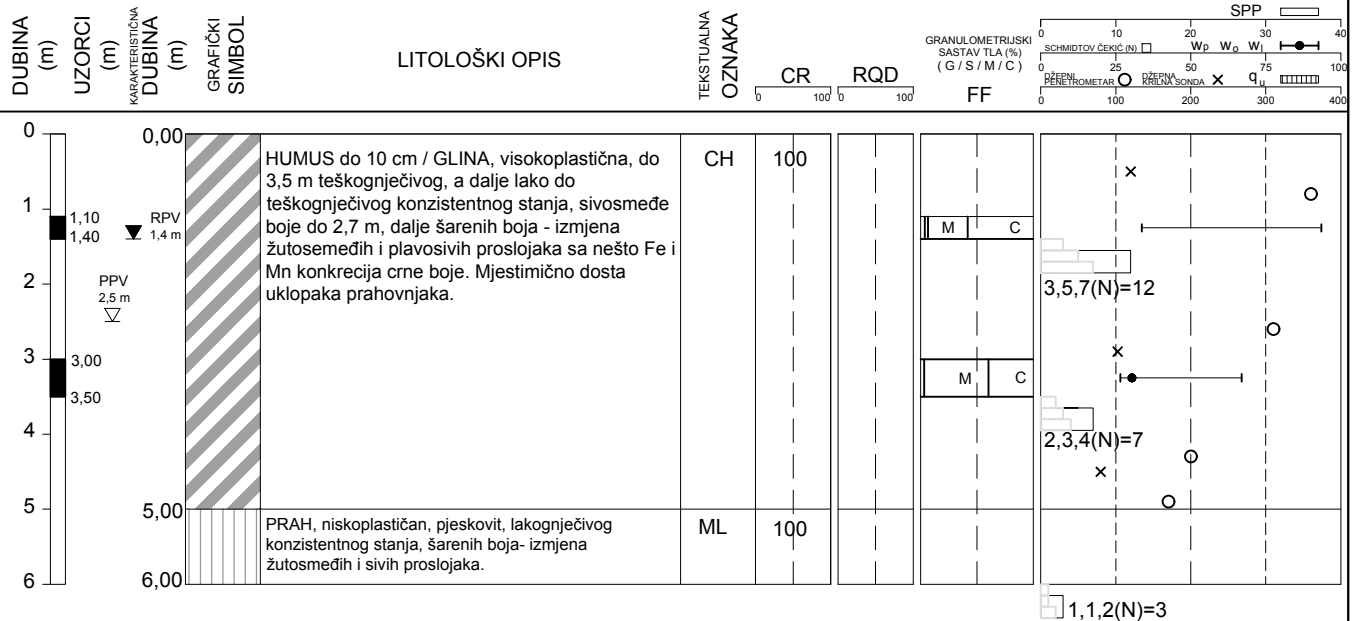 DUBINA (m)
UZORCI (m)
KARAKTERISTIČNA DUBINA (m)
GRAFIČKI SIMBOL
LITOLOŠKI OPIS
TEKSTUALNA OZNAKA
CR
0 100
RQD
0 100
GRANULOMETRIJSKI
SASTAV TLA (%)
( G / S / M / C )
FF
SPP
0 10 20 30 40
SCHMIDTOV ČEKIĆ (N) wp wo wl
0 25 50 75 100
DŽEPNI PENETROMETAR DŽEPNA KRILNA SONDA qu
0 100 200 300 400
0
0,00
HUMUS do 10 cm / GLINA, visokoplastična, do
3,5 m teškognječivog, a dalje lako do
teškognječivog konzistentnog stanja, sivosmeđe
boje do 2,7 m, dalje šarenih boja - izmjena
žutosemeđih i plavosivih proslojaka sa nešto Fe i
Mn konkrecija crne boje. Mjestimično dosta
uklopaka prahovnjaka.
CH
100
1
1,10
1,40
RPV
1,4 m
M C
2
PPV
2,5 m
3,5,7(N)=12
3
3,00
3,50
M C
4
2,3,4(N)=7
5
5,00
PRAH, niskoplastičan, pjeskovit, lakognječivog
konzistentnog stanja, šarenih boja- izmjena
žutosmeđih i sivih proslojaka.
ML
100
6
6,00
1,1,2(N)=3